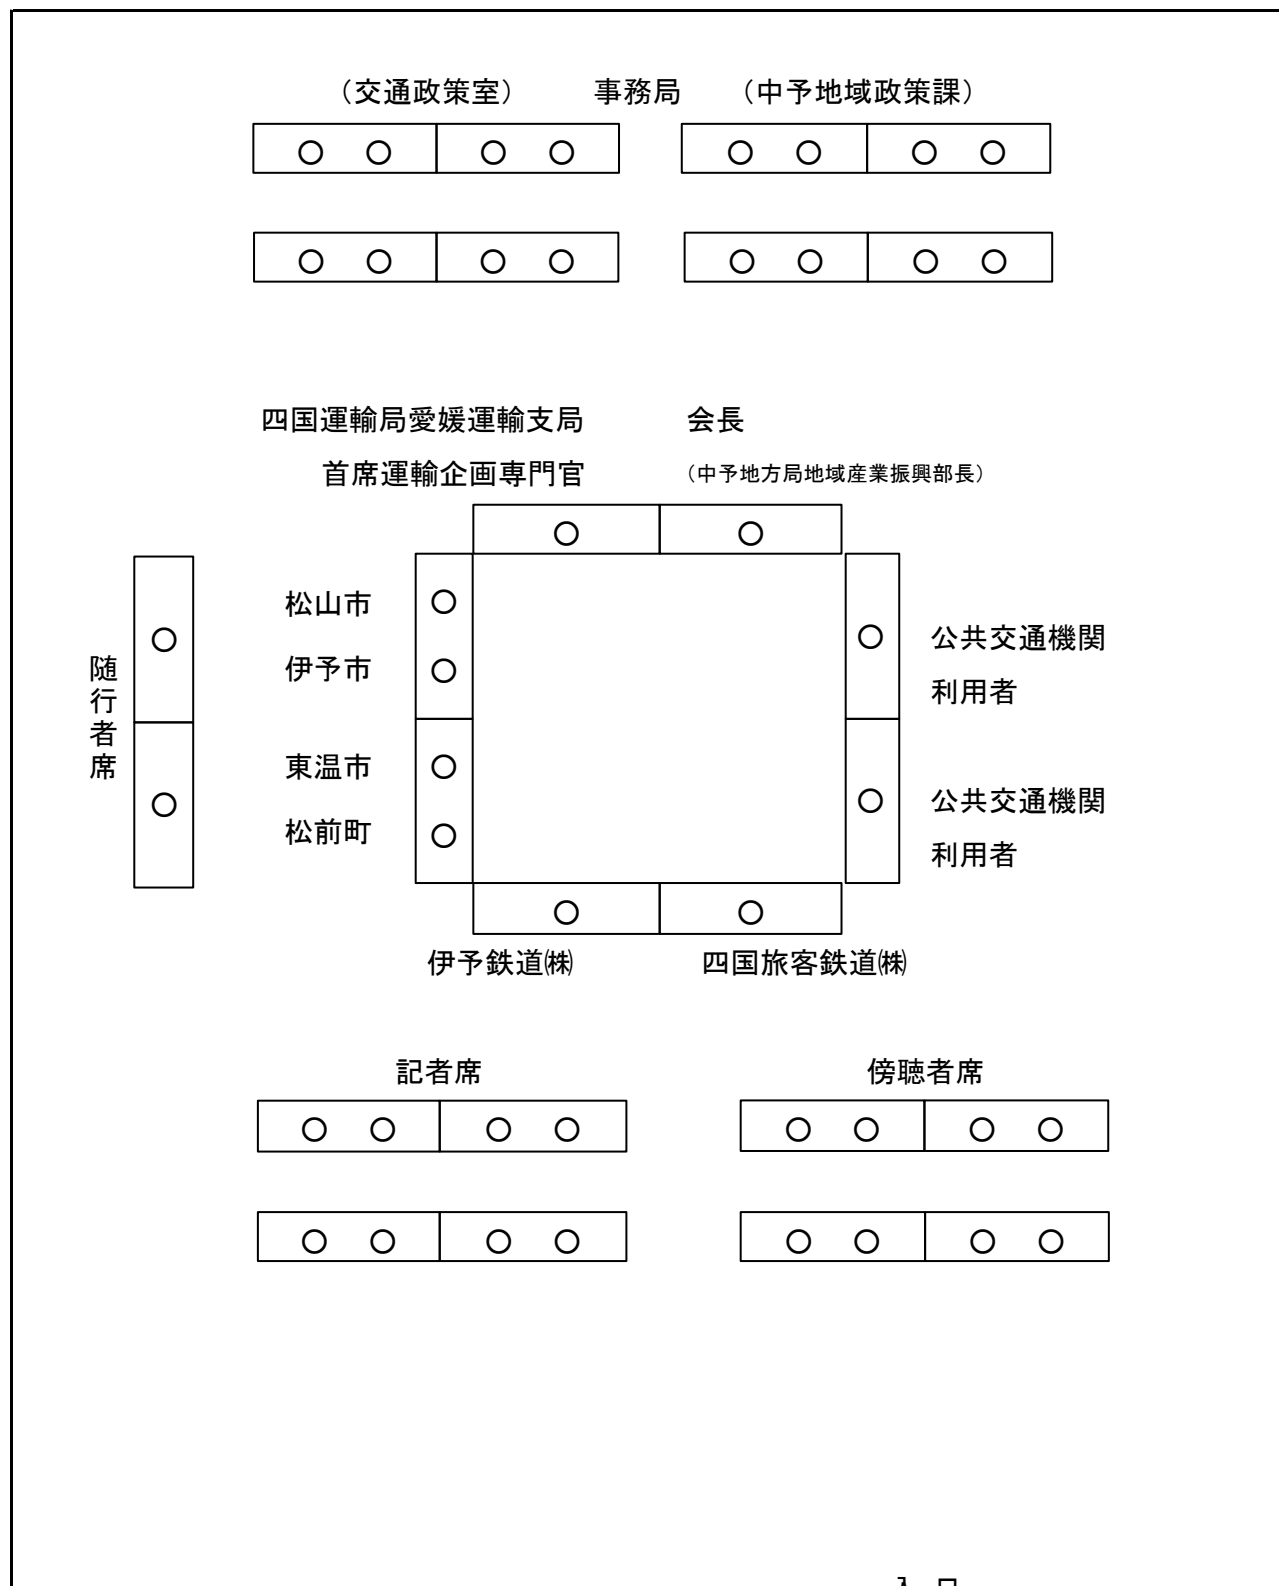 （交通政策室） 事務局 （中予地域政策課）
四国運輸局愛媛運輸支局 会長
首席運輸企画専門官 （中予地方局地域産業振興部長）
松山市
伊予市
東温市
松前町
随行者席
公共交通機関
利用者
公共交通機関
利用者
伊予鉄道㈱ 四国旅客鉄道㈱
記者席 傍聴者席